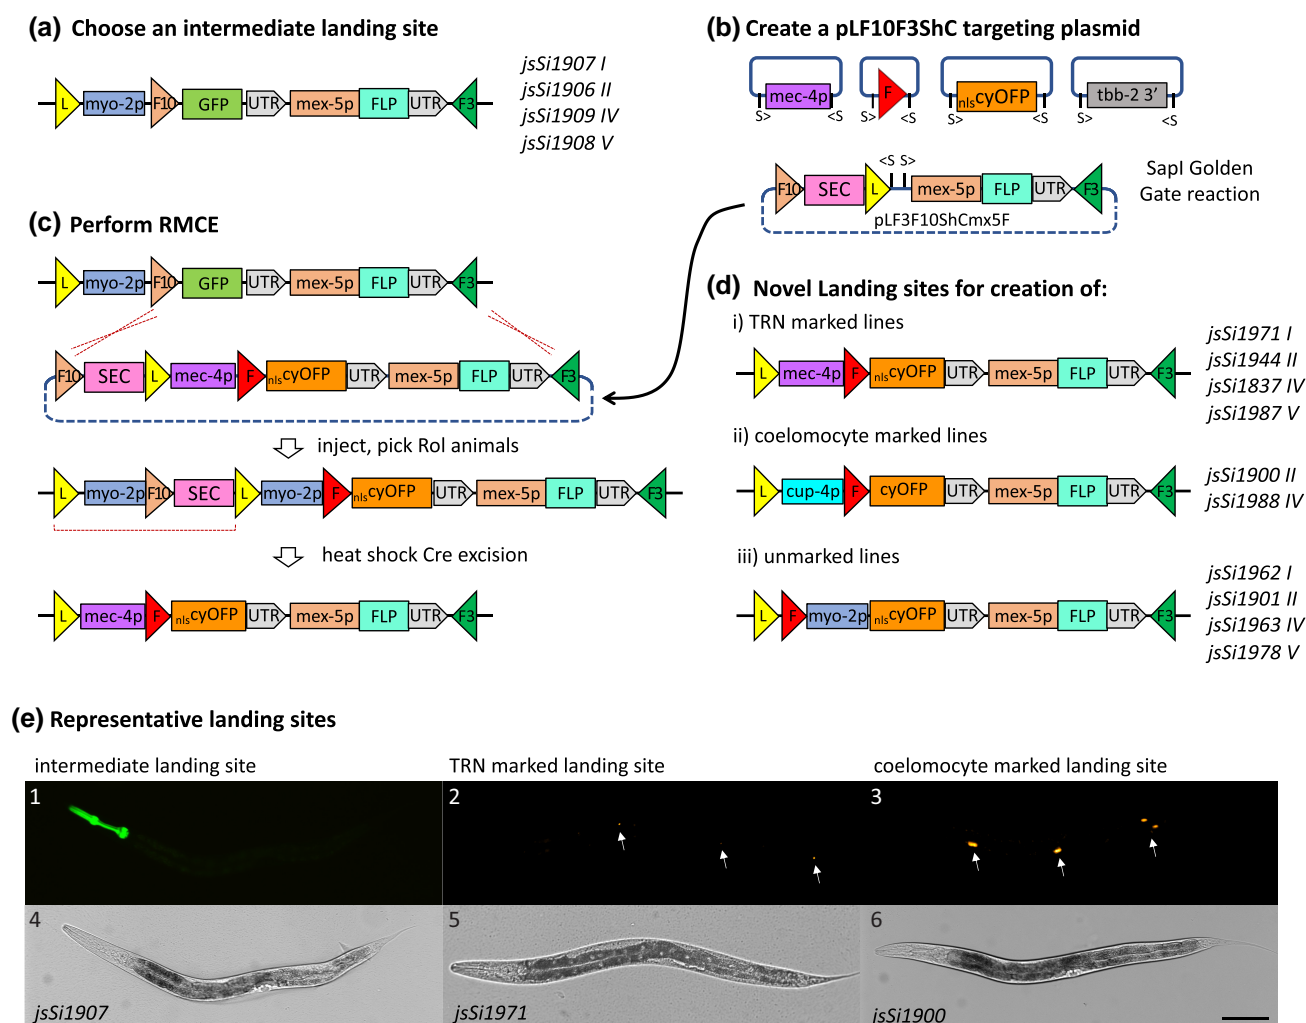 (a) Choose an intermediate landing site
L myo-2p F10 GFP UTR mex-5p FLP UTR F3
jsSi1907 I
jsSi1906 II
jsSi1909 IV
jsSi1908 V
(b) Create a pLF10F3ShC targeting plasmid
mec-4p F nlscyOFP tbb-2 3'
S> <S S> <S S> <S S> <S
<S S>
F10 SEC L mex-5p FLP UTR F3
pLF3F10ShCmx5F
SapI Golden
Gate reaction
(c) Perform RMCE
L myo-2p F10 GFP UTR mex-5p FLP UTR F3
F10 SEC L mec-4p F nlscyOFP UTR mex-5p FLP UTR F3
inject, pick Rol animals
L myo-2p F10 SEC L myo-2p F nlscyOFP UTR mex-5p FLP UTR F3
heat shock Cre excision
L mec-4p F nlscyOFP UTR mex-5p FLP UTR F3
(d) Novel Landing sites for creation of:
i) TRN marked lines
L mec-4p F nlscyOFP UTR mex-5p FLP UTR F3
jsSi1971 I
jsSi1944 II
jsSi1837 IV
jsSi1987 V
ii) coelomocyte marked lines
L cup-4p F cyOFP UTR mex-5p FLP UTR F3
jsSi1900 II
jsSi1988 IV
iii) unmarked lines
L F myo-2p nlscyOFP UTR mex-5p FLP UTR F3
jsSi1962 I
jsSi1901 II
jsSi1963 IV
jsSi1978 V
(e) Representative landing sites
intermediate landing site
TRN marked landing site
coelomocyte marked landing site
1
2
3
4
5
6
jsSi1907
jsSi1971
jsSi1900